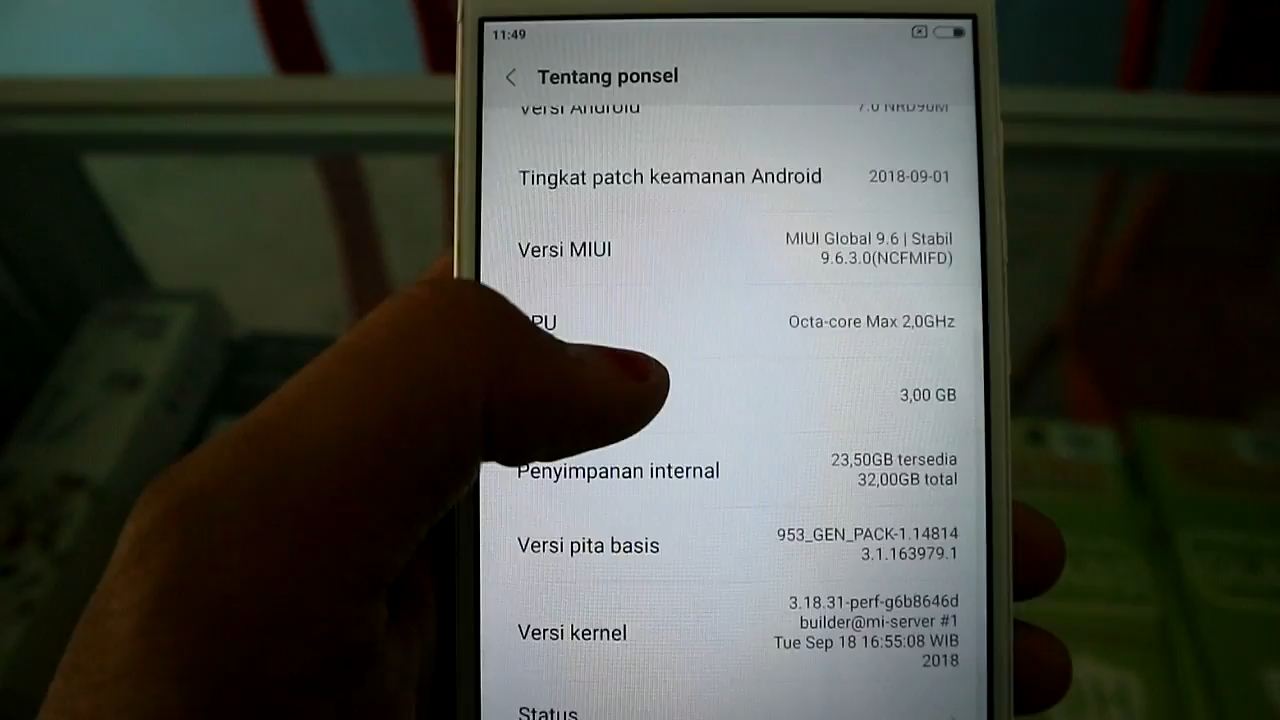 11:49
Tentang ponsel
Versi Android 7.0 NRD90M
Tingkat patch keamanan Android 2018-09-01
Versi MIUI MIUI Global 9.6 | Stabil
9.6.3.0(NCFMIFD)
PU Octa-core Max 2,0GHz
3,00 GB
Penyimpanan internal 23,50GB tersedia
32,00GB total
Versi pita basis 953_GEN_PACK-1.14814
3.1.163979.1
Versi kernel 3.18.31-perf-g6b8646d
builder@mi-server #1
Tue Sep 18 16:55:08 WIB
2018
Status